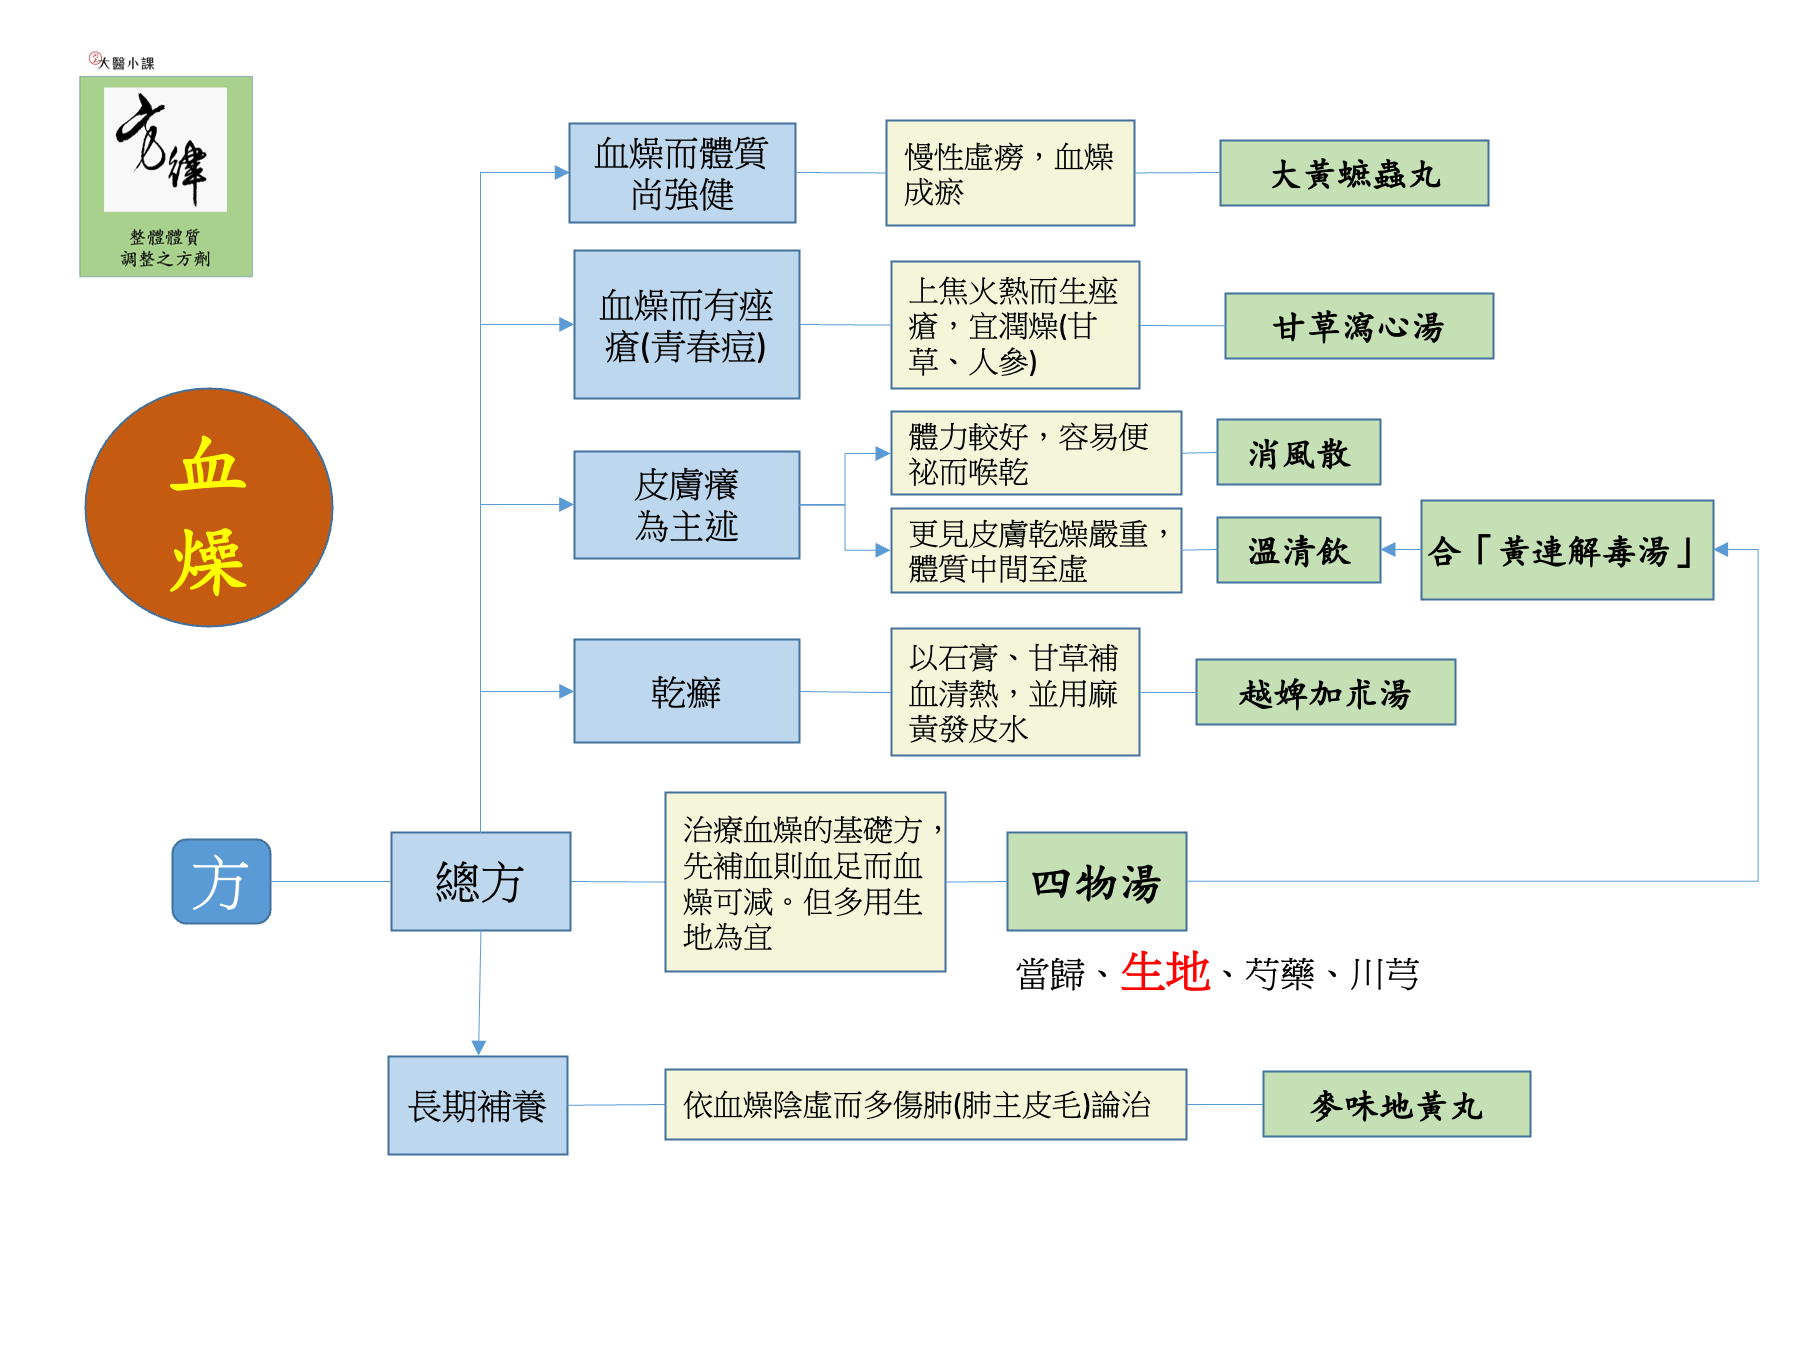 大醫小課
方律
整體體質
調整之方劑
血
燥
血燥而體質
尚強健
慢性虛癆，血燥
成瘀
大黃蟅蟲丸
血燥而有痤
瘡(青春痘)
上焦火熱而生痤
瘡，宜潤燥(甘
草、人參)
甘草瀉心湯
皮膚癢
為主述
體力較好，容易便
祕而喉乾
消風散
更見皮膚乾燥嚴重，
體質中間至虛
溫清飲
合「黃連解毒湯」
乾癬
以石膏、甘草補
血清熱，並用麻
黃發皮水
越婢加朮湯
方
總方
治療血燥的基礎方，
先補血則血足而血
燥可減。但多用生
地為宜
四物湯
當歸、生地、芍藥、川芎
長期補養
依血燥陰虛而多傷肺(肺主皮毛)論治
麥味地黃丸